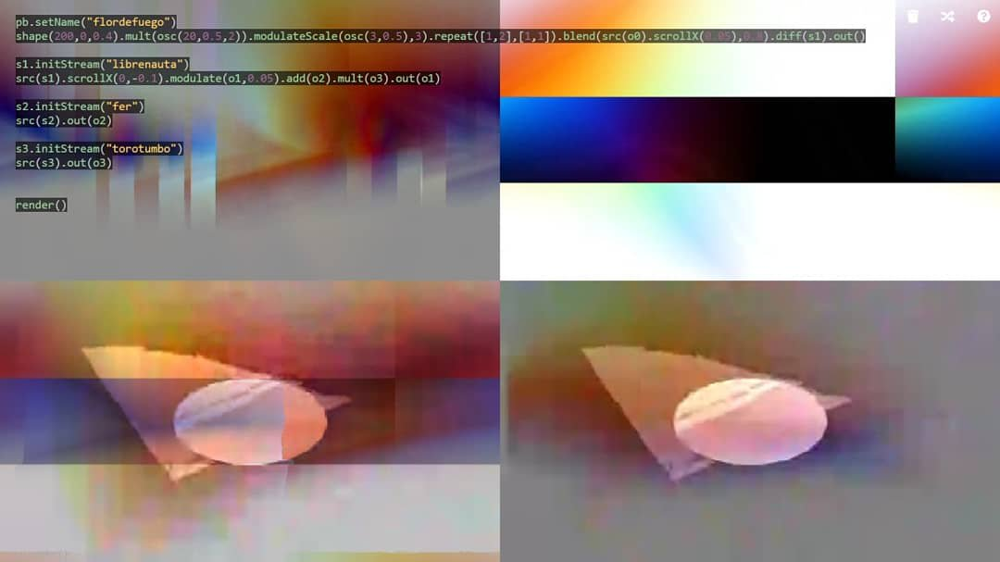 pb.setName("flordefuego")
shape(200,0,0.4).mult(osc(20,0.5,2)).modulateScale(osc(3,0.5),3).repeat([1,2],[1,1]).blend(src(o0).scrollX(0.05),0.8).diff(s1).out()
s1.initStream("librenauta")
src(s1).scrollX(0,-0.1).modulate(o1,0.05).add(o2).mult(o3).out(o1)
s2.initStream("fer")
src(s2).out(o2)
s3.initStream("torotumbo")
src(s3).out(o3)
render()